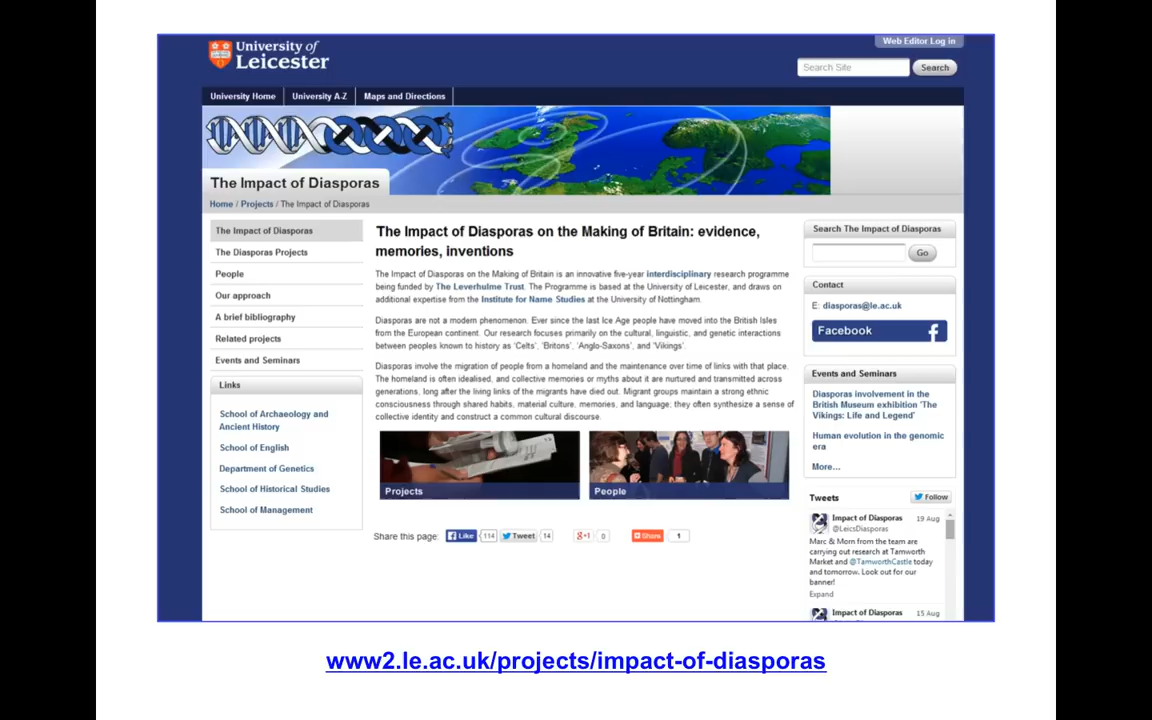 University of
Leicester
Web Editor Log in
Search Site
Search
University Home
University A-Z
Maps and Directions
The Impact of Diasporas
Home / Projects / The Impact of Diasporas
The Impact of Diasporas
The Diasporas Projects
People
Our approach
A brief bibliography
Related projects
Events and Seminars
Links
School of Archaeology and
Ancient History
School of English
Department of Genetics
School of Historical Studies
School of Management
The Impact of Diasporas on the Making of Britain: evidence,
memories, inventions
The Impact of Diasporas on the Making of Britain is an innovative five-year interdisciplinary research programme
being funded by The Leverhulme Trust. The Programme is based at the University of Leicester, and draws on
additional expertise from the Institute for Name Studies at the University of Nottingham.
Diasporas are not a modern phenomenon. Ever since the last Ice Age people have moved into the British Isles
from the European continent. Our research focuses primarily on the cultural, linguistic, and genetic interactions
between peoples known to history as 'Celts', 'Britons', 'Anglo-Saxons', and 'Vikings'.
Diasporas involve the migration of people from a homeland and the maintenance over time of links with that place.
The homeland is often idealised, and collective memories or myths about it are nurtured and transmitted across
generations, long after the living links of the migrants have died out. Migrant groups maintain a strong ethnic
consciousness through shared habits, material culture, memories, and language; they often synthesize a sense of
collective identity and construct a common cultural discourse.
Projects
People
Share this page:
Like
114
Tweet
14
g+1
0
Share
1
Search The Impact of Diasporas
Go
Contact
E: diasporas@le.ac.uk
Facebook
Events and Seminars
Diasporas involvement in the
British Museum exhibition 'The
Vikings: Life and Legend'
Human evolution in the genomic
era
More...
Tweets
Follow
Impact of Diasporas 19 Aug
@LeicsDiasporas
Marc & Morn from the team are
carrying out research at Tamworth
Market and @TamworthCastle today
and tomorrow. Look out for our
banner!
Expand
Impact of Diasporas 15 Aug
www2.le.ac.uk/projects/impact-of-diasporas